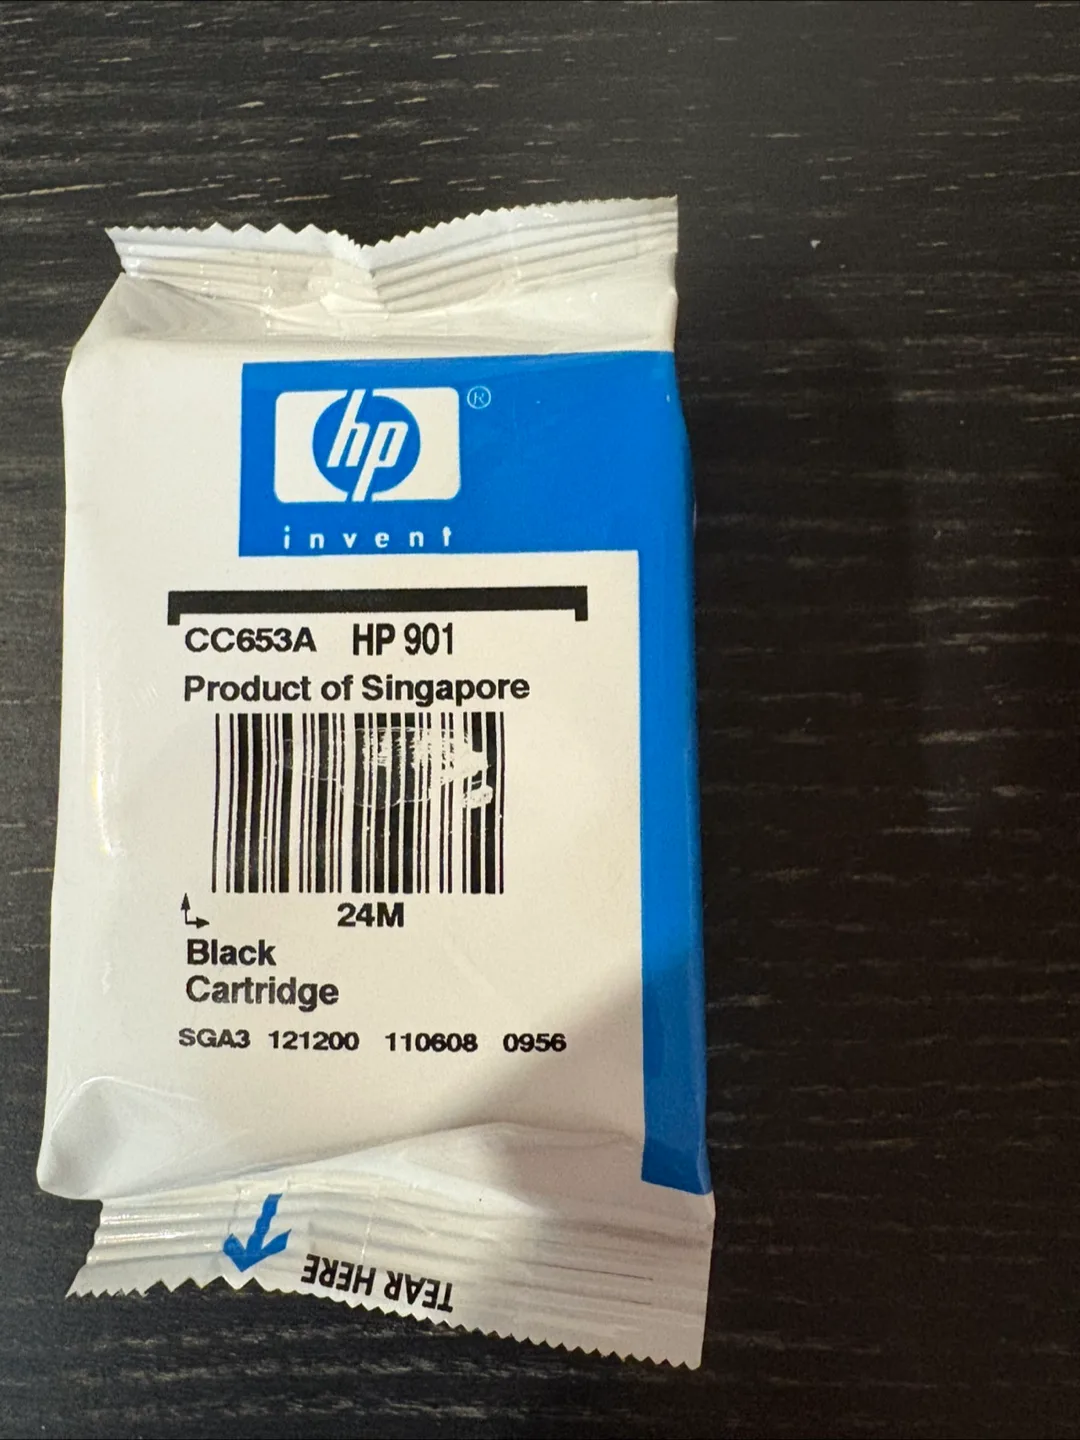 hp ®
invent
CC653A HP 901
Product of Singapore
24M
Black
Cartridge
SGA3 121200 110608 0956
TEAR HERE